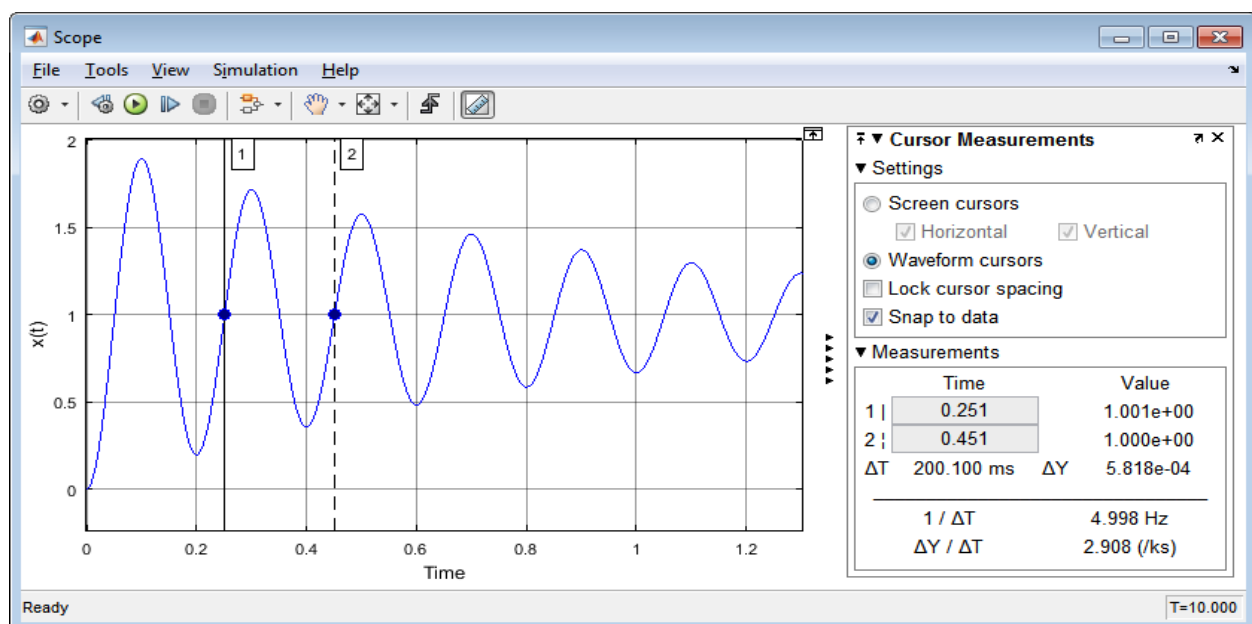 Scope
File Tools View Simulation Help
2
1.5
1
0.5
0
x(t)
1
2
0 0.2 0.4 0.6 0.8 1 1.2
Time
Cursor Measurements
Settings
Screen cursors
Horizontal Vertical
Waveform cursors
Lock cursor spacing
Snap to data
Measurements
Time Value
1 | 0.251 1.001e+00
2 ¦ 0.451 1.000e+00
ΔT 200.100 ms ΔY 5.818e-04
1 / ΔT 4.998 Hz
ΔY / ΔT 2.908 (/ks)
Ready T=10.000